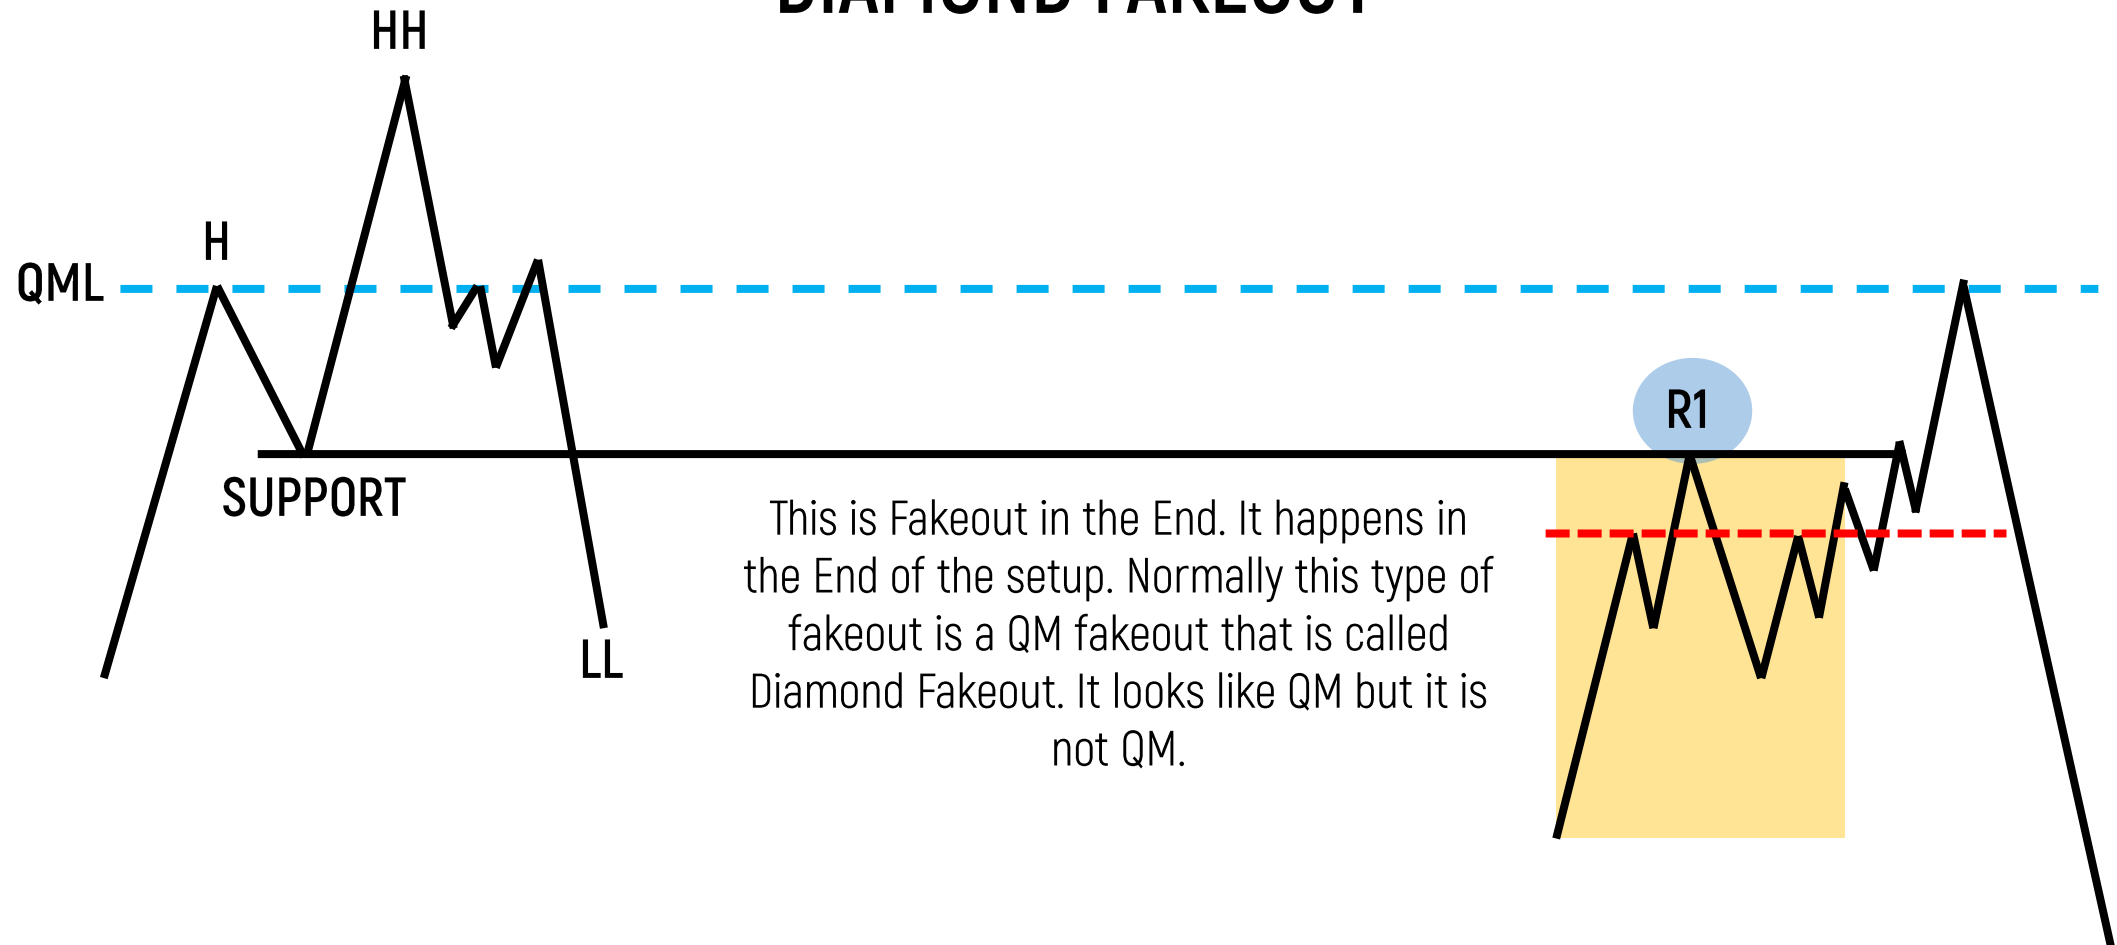 DIAMOND FAKEOUT
HH
H
QML
R1
SUPPORT
This is Fakeout in the End. It happens in
the End of the setup. Normally this type of
fakeout is a QM fakeout that is called
Diamond Fakeout. It looks like QM but it is
not QM.
LL